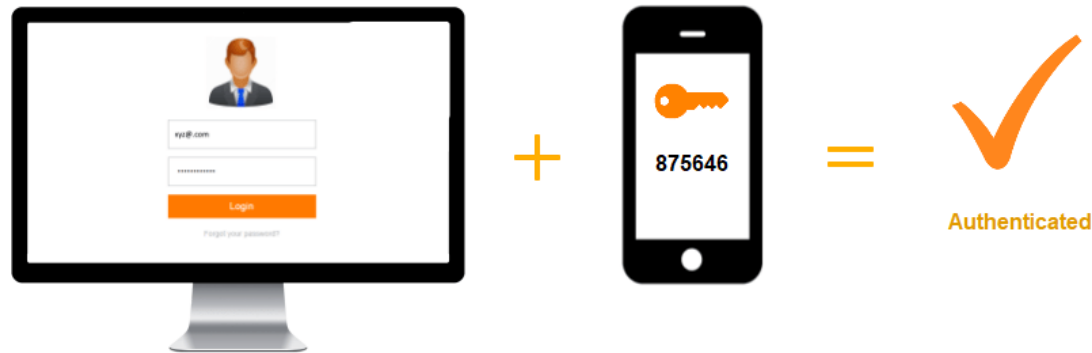 xyz@.com
************
Login
Forgot your password?
+
875646
=
Authenticated